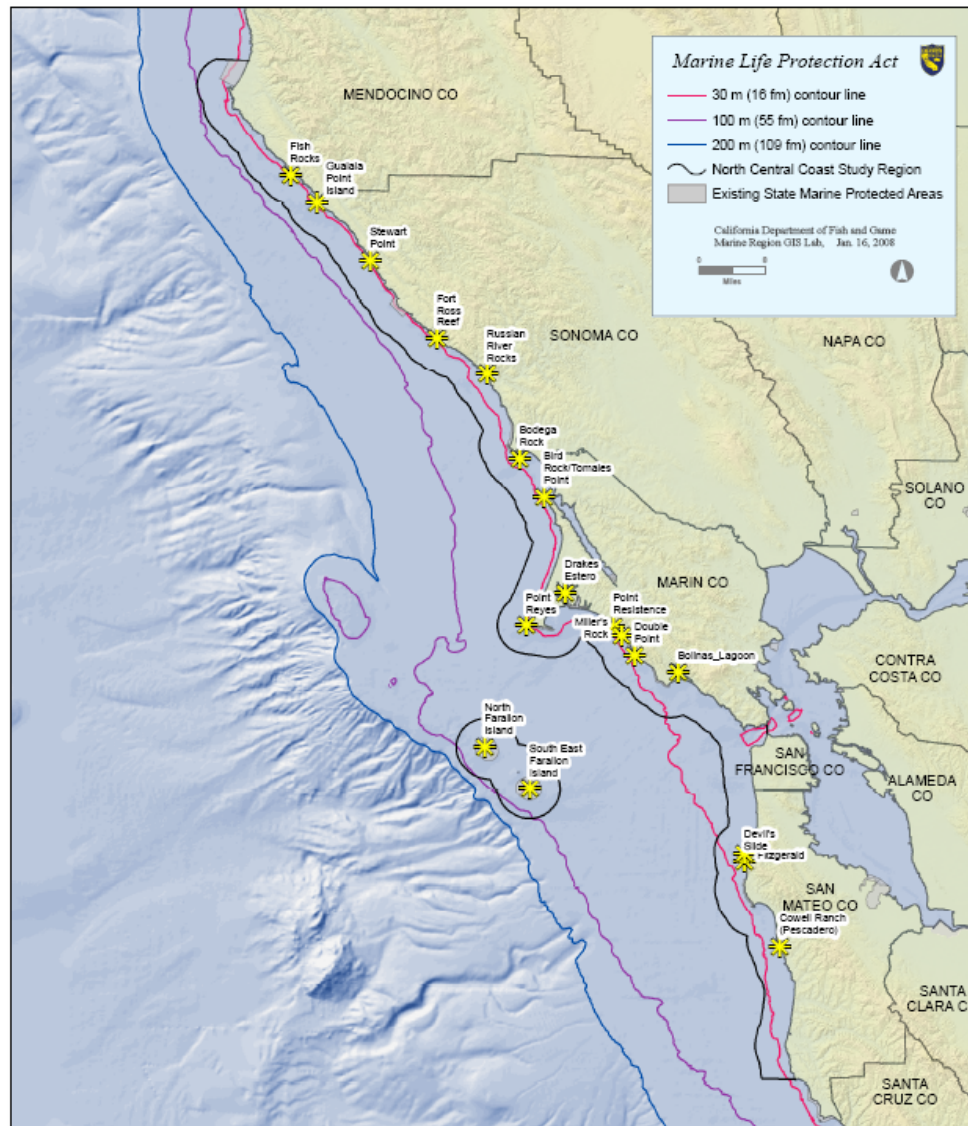 Marine Life Protection Act
30 m (16 fm) contour line
100 m (55 fm) contour line
200 m (109 fm) contour line
North Central Coast Study Region
Existing State Marine Protected Areas
California Department of Fish and Game
Marine Region GIS Lab, Jan. 16, 2008
Miles
MENDOCINO CO
Fish
Rocks
Gualala
Point
Island
Stewart
Point
Fort
Ross
Reef
Russian
River
Rocks
SONOMA CO
NAPA CO
Bodega
Rock
Bird
Rock/Tomales
Point
SOLANO
CO
Drakes
Estero
MARIN CO
Point
Reyes
Point
Resistence
Miller's
Rock
Double
Point
Bolinas_Lagoon
CONTRA
COSTA CO
North
Farallon
Island
South East
Farallon
Island
SAN
FRANCISCO CO
ALAMEDA
CO
Devil's
Slide
Fitzgerald
SAN
MATEO CO
Cowell Ranch
(Pescadero)
SANTA
CLARA C
SANTA
CRUZ CO